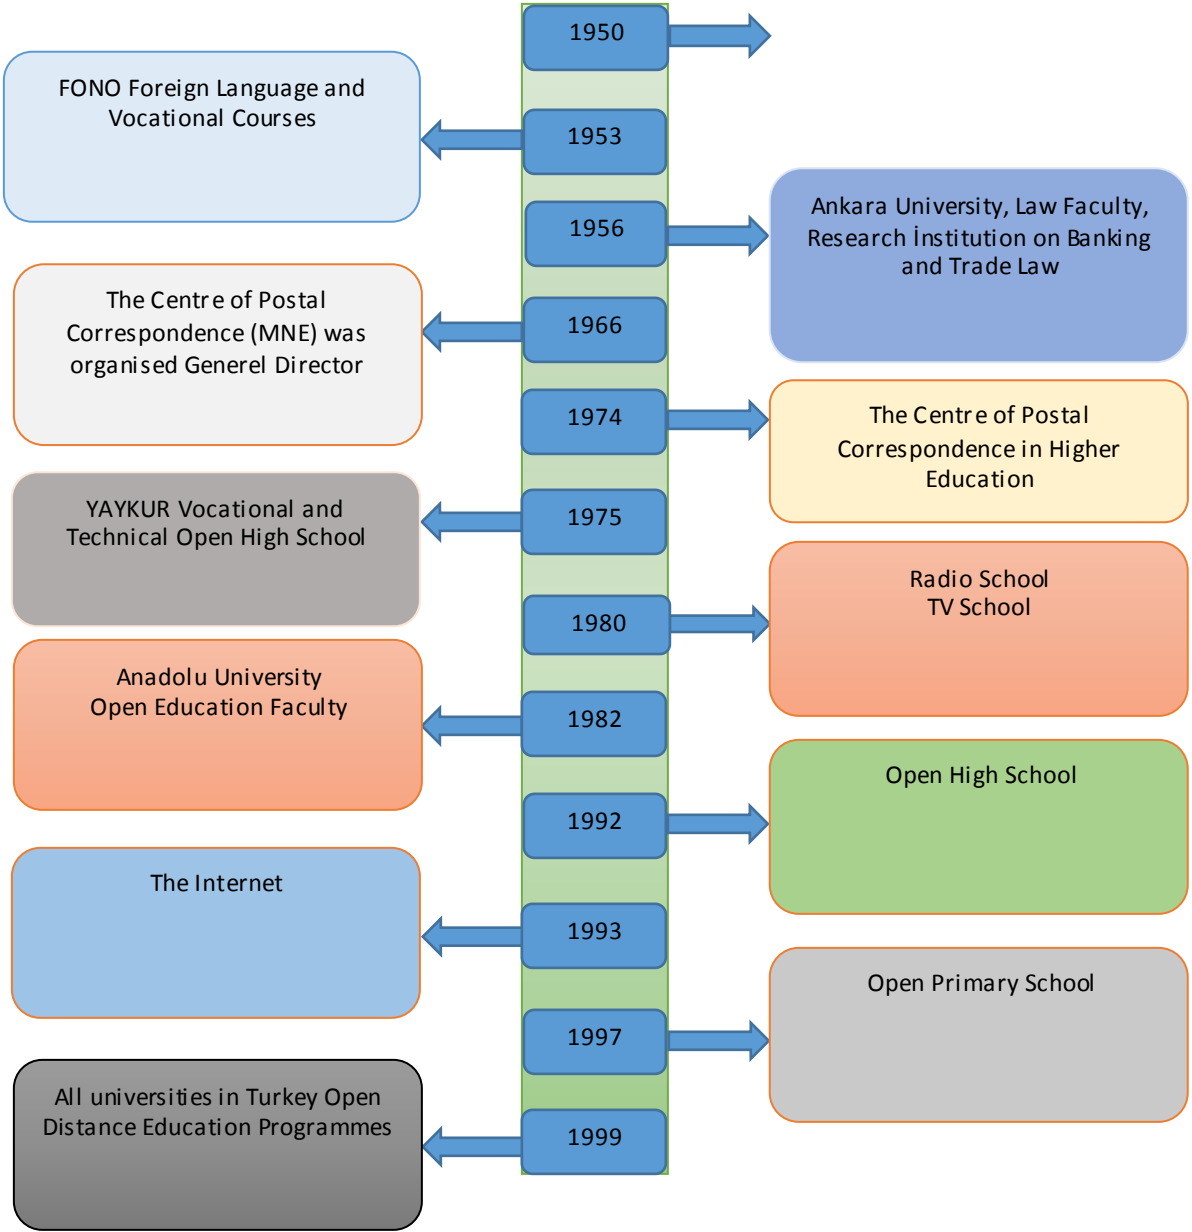 1950
FONO Foreign Language and
Vocational Courses
1953
1956
Ankara University, Law Faculty,
Research İnstitution on Banking
and Trade Law
The Centre of Postal
Correspondence (MNE) was
organised Generel Director
1966
1974
The Centre of Postal
Correspondence in Higher
Education
YAYKUR Vocational and
Technical Open High School
1975
Radio School
TV School
1980
Anadolu University
Open Education Faculty
1982
Open High School
1992
The Internet
1993
Open Primary School
1997
All universities in Turkey Open
Distance Education Programmes
1999